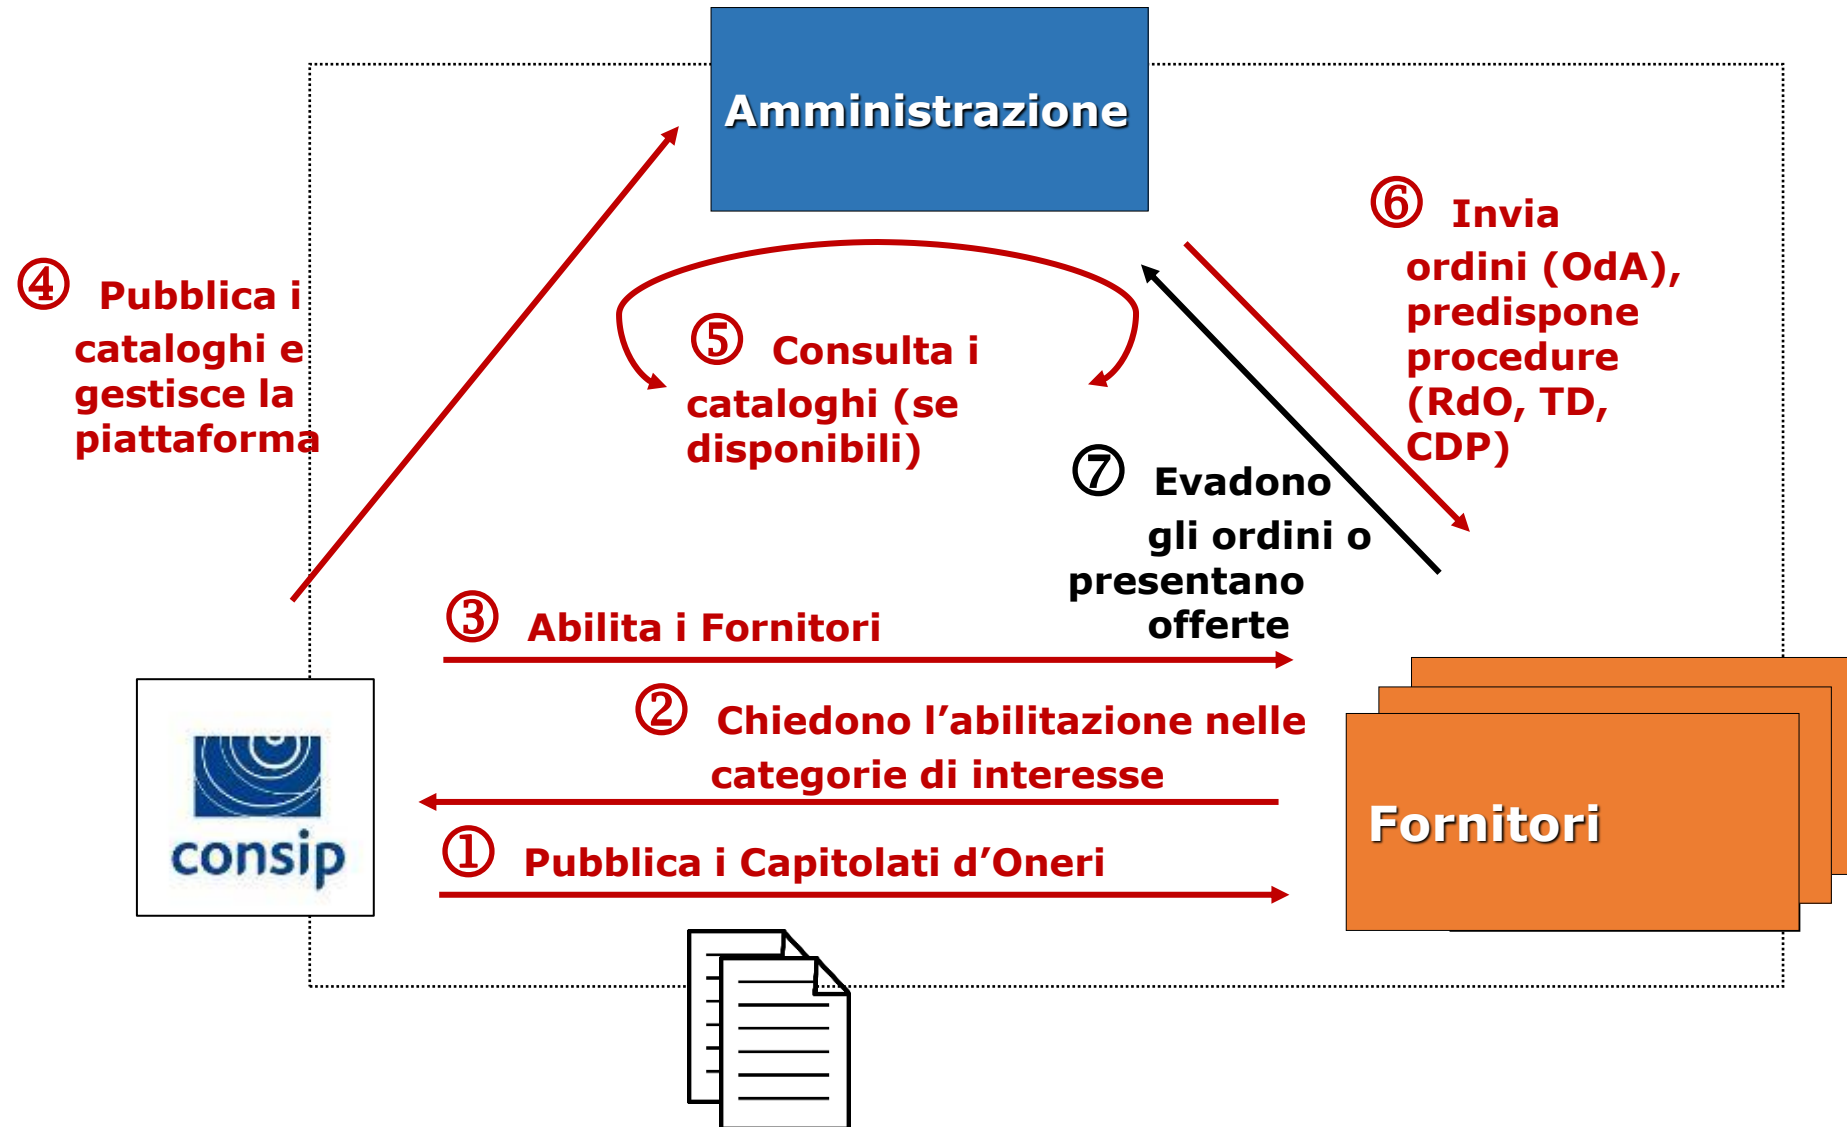 Amministrazione
④ Pubblica i
cataloghi e
gestisce la
piattaforma
⑤ Consulta i
cataloghi (se
disponibili)
⑥ Invia
ordini (OdA),
predispone
procedure
(RdO, TD,
CDP)
⑦ Evadono
gli ordini o
presentano
offerte
③ Abilita i Fornitori
② Chiedono l’abilitazione nelle
categorie di interesse
① Pubblica i Capitolati d’Oneri
consip
Fornitori